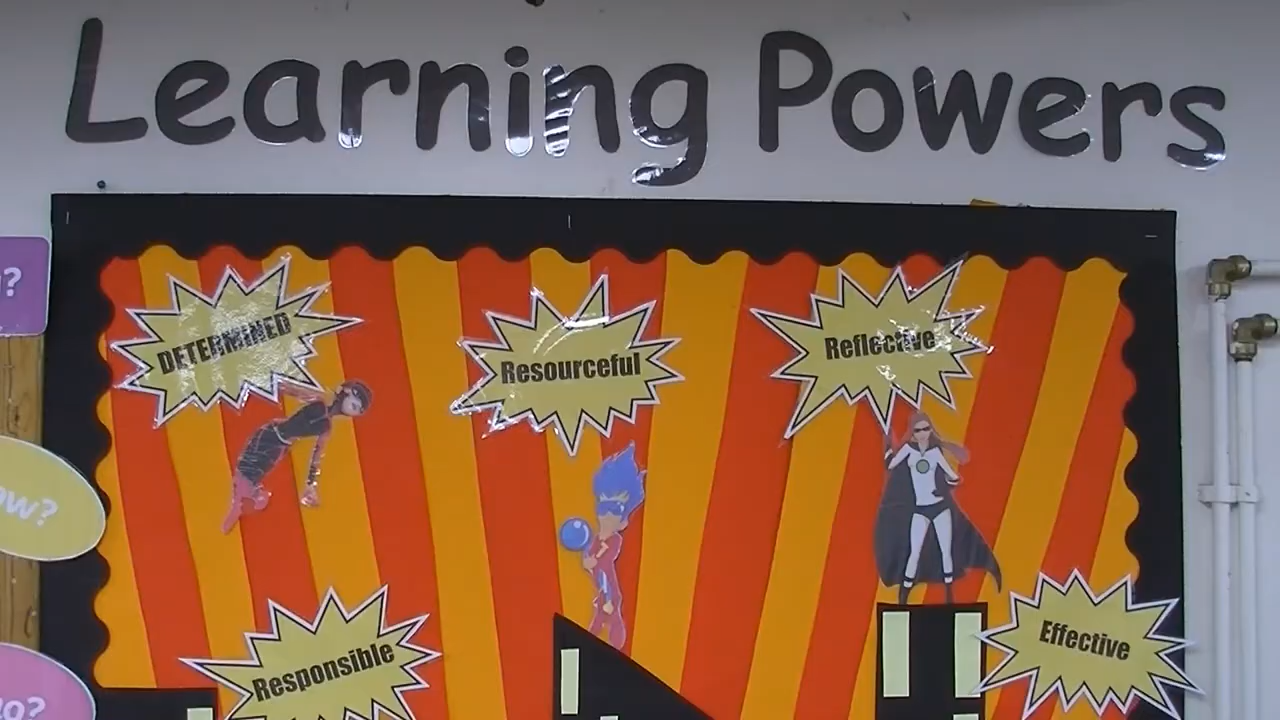 Learning Powers
DETERMINED
Resourceful
Reflective
Responsible
Effective